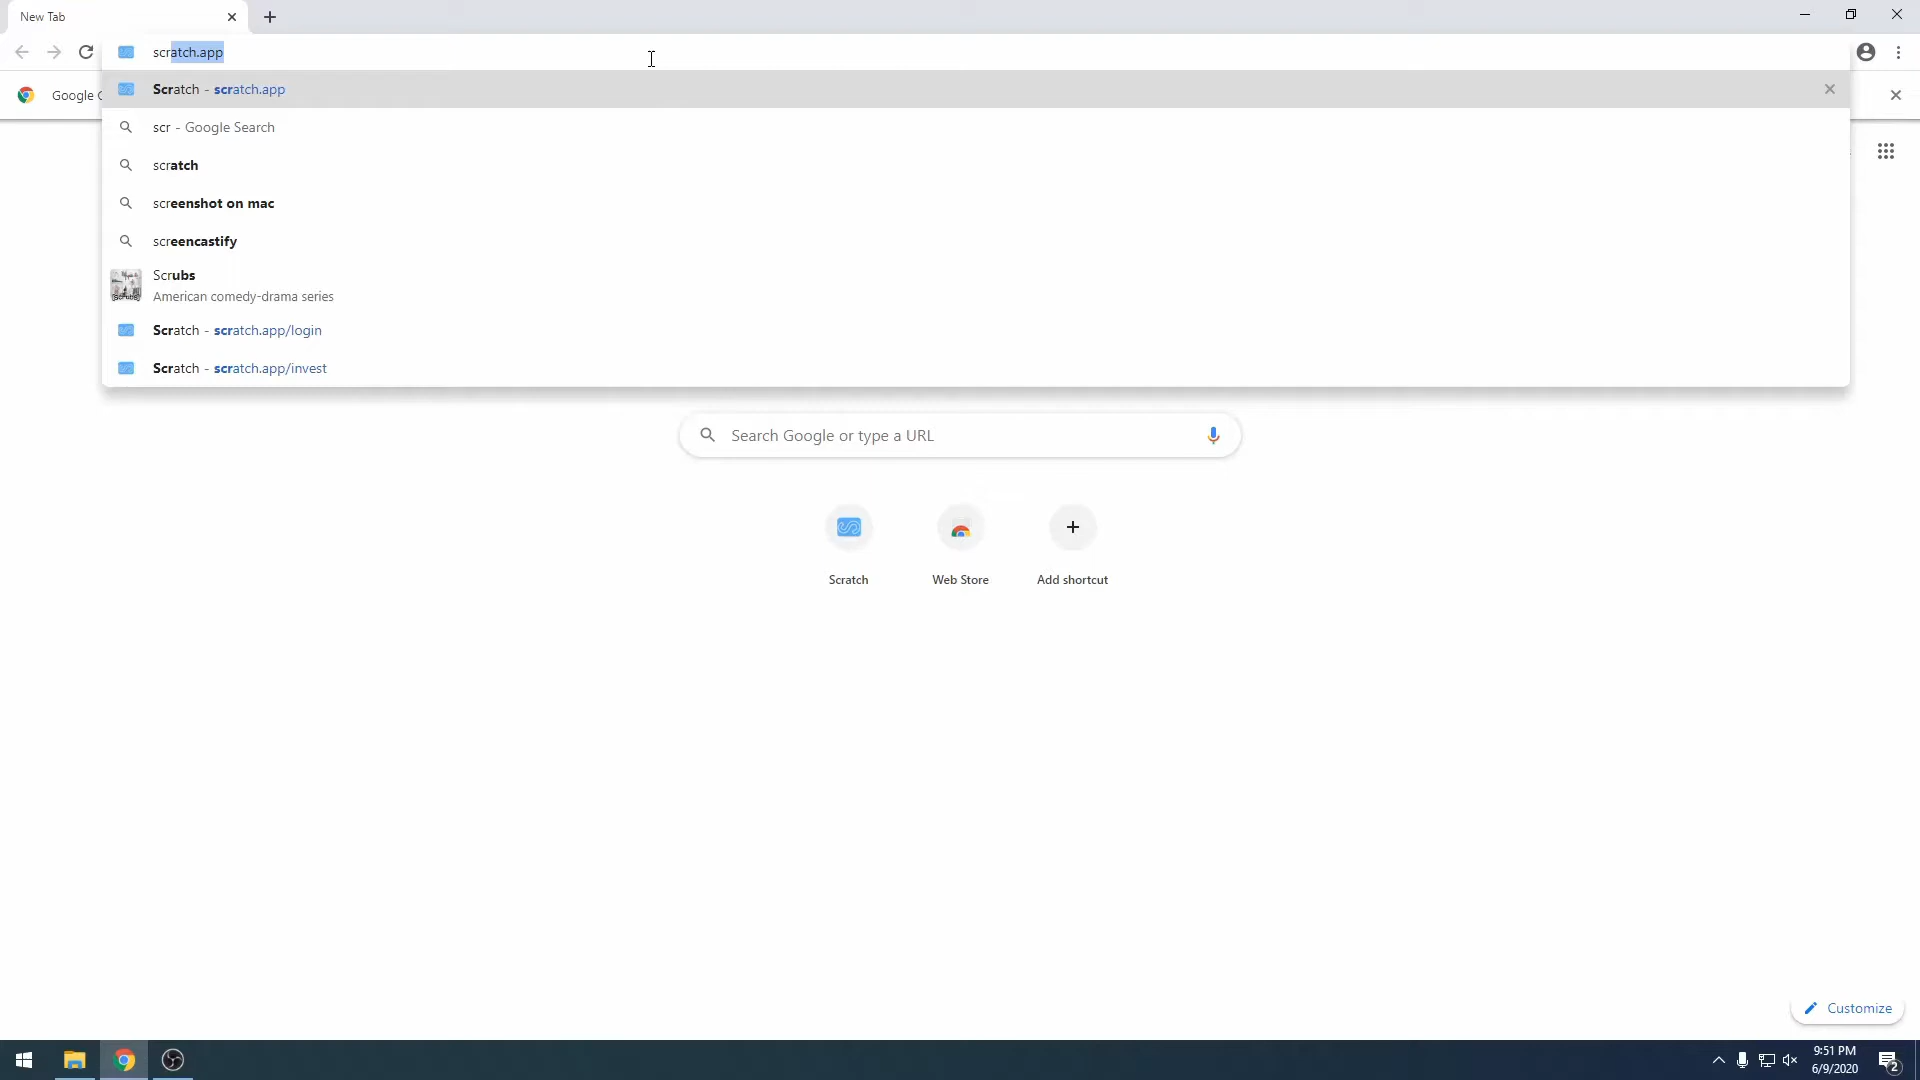 New Tab
scratch.app
Google C
Scratch - scratch.app
scr - Google Search
scratch
screenshot on mac
screencastify
Scrubs
American comedy-drama series
Scratch - scratch.app/login
Scratch - scratch.app/invest
Search Google or type a URL
Scratch
Web Store
Add shortcut
Customize
9:51 PM
6/9/2020
2